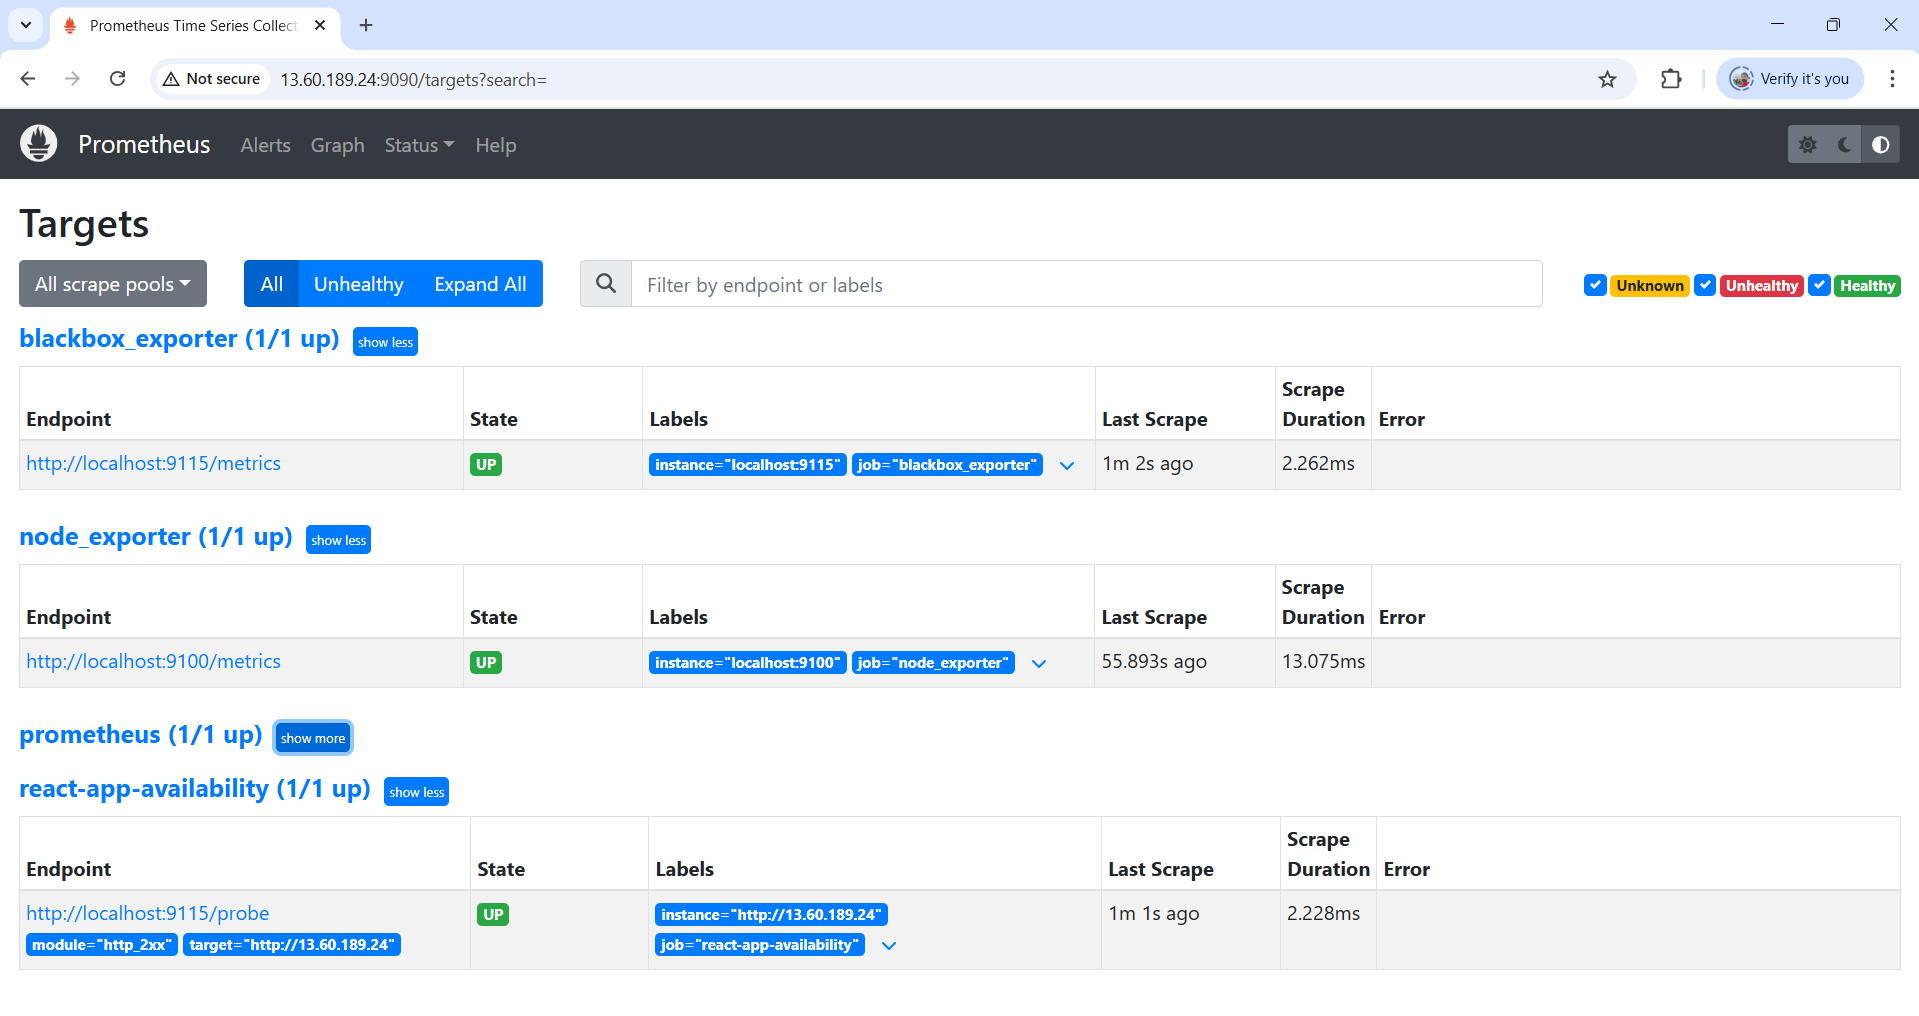 Prometheus Time Series Collect
Not secure 13.60.189.24:9090/targets?search= Verify it's you
Prometheus Alerts Graph Status Help
Targets
All scrape pools All Unhealthy Expand All Filter by endpoint or labels Unknown Unhealthy Healthy
blackbox_exporter (1/1 up) show less
Endpoint State Labels Last Scrape Scrape Duration Error
http://localhost:9115/metrics UP instance="localhost:9115" job="blackbox_exporter" 1m 2s ago 2.262ms
node_exporter (1/1 up) show less
Endpoint State Labels Last Scrape Scrape Duration Error
http://localhost:9100/metrics UP instance="localhost:9100" job="node_exporter" 55.893s ago 13.075ms
prometheus (1/1 up) show more
react-app-availability (1/1 up) show less
Endpoint State Labels Last Scrape Scrape Duration Error
http://localhost:9115/probe UP instance="http://13.60.189.24" 1m 1s ago 2.228ms
module="http_2xx" target="http://13.60.189.24" job="react-app-availability"